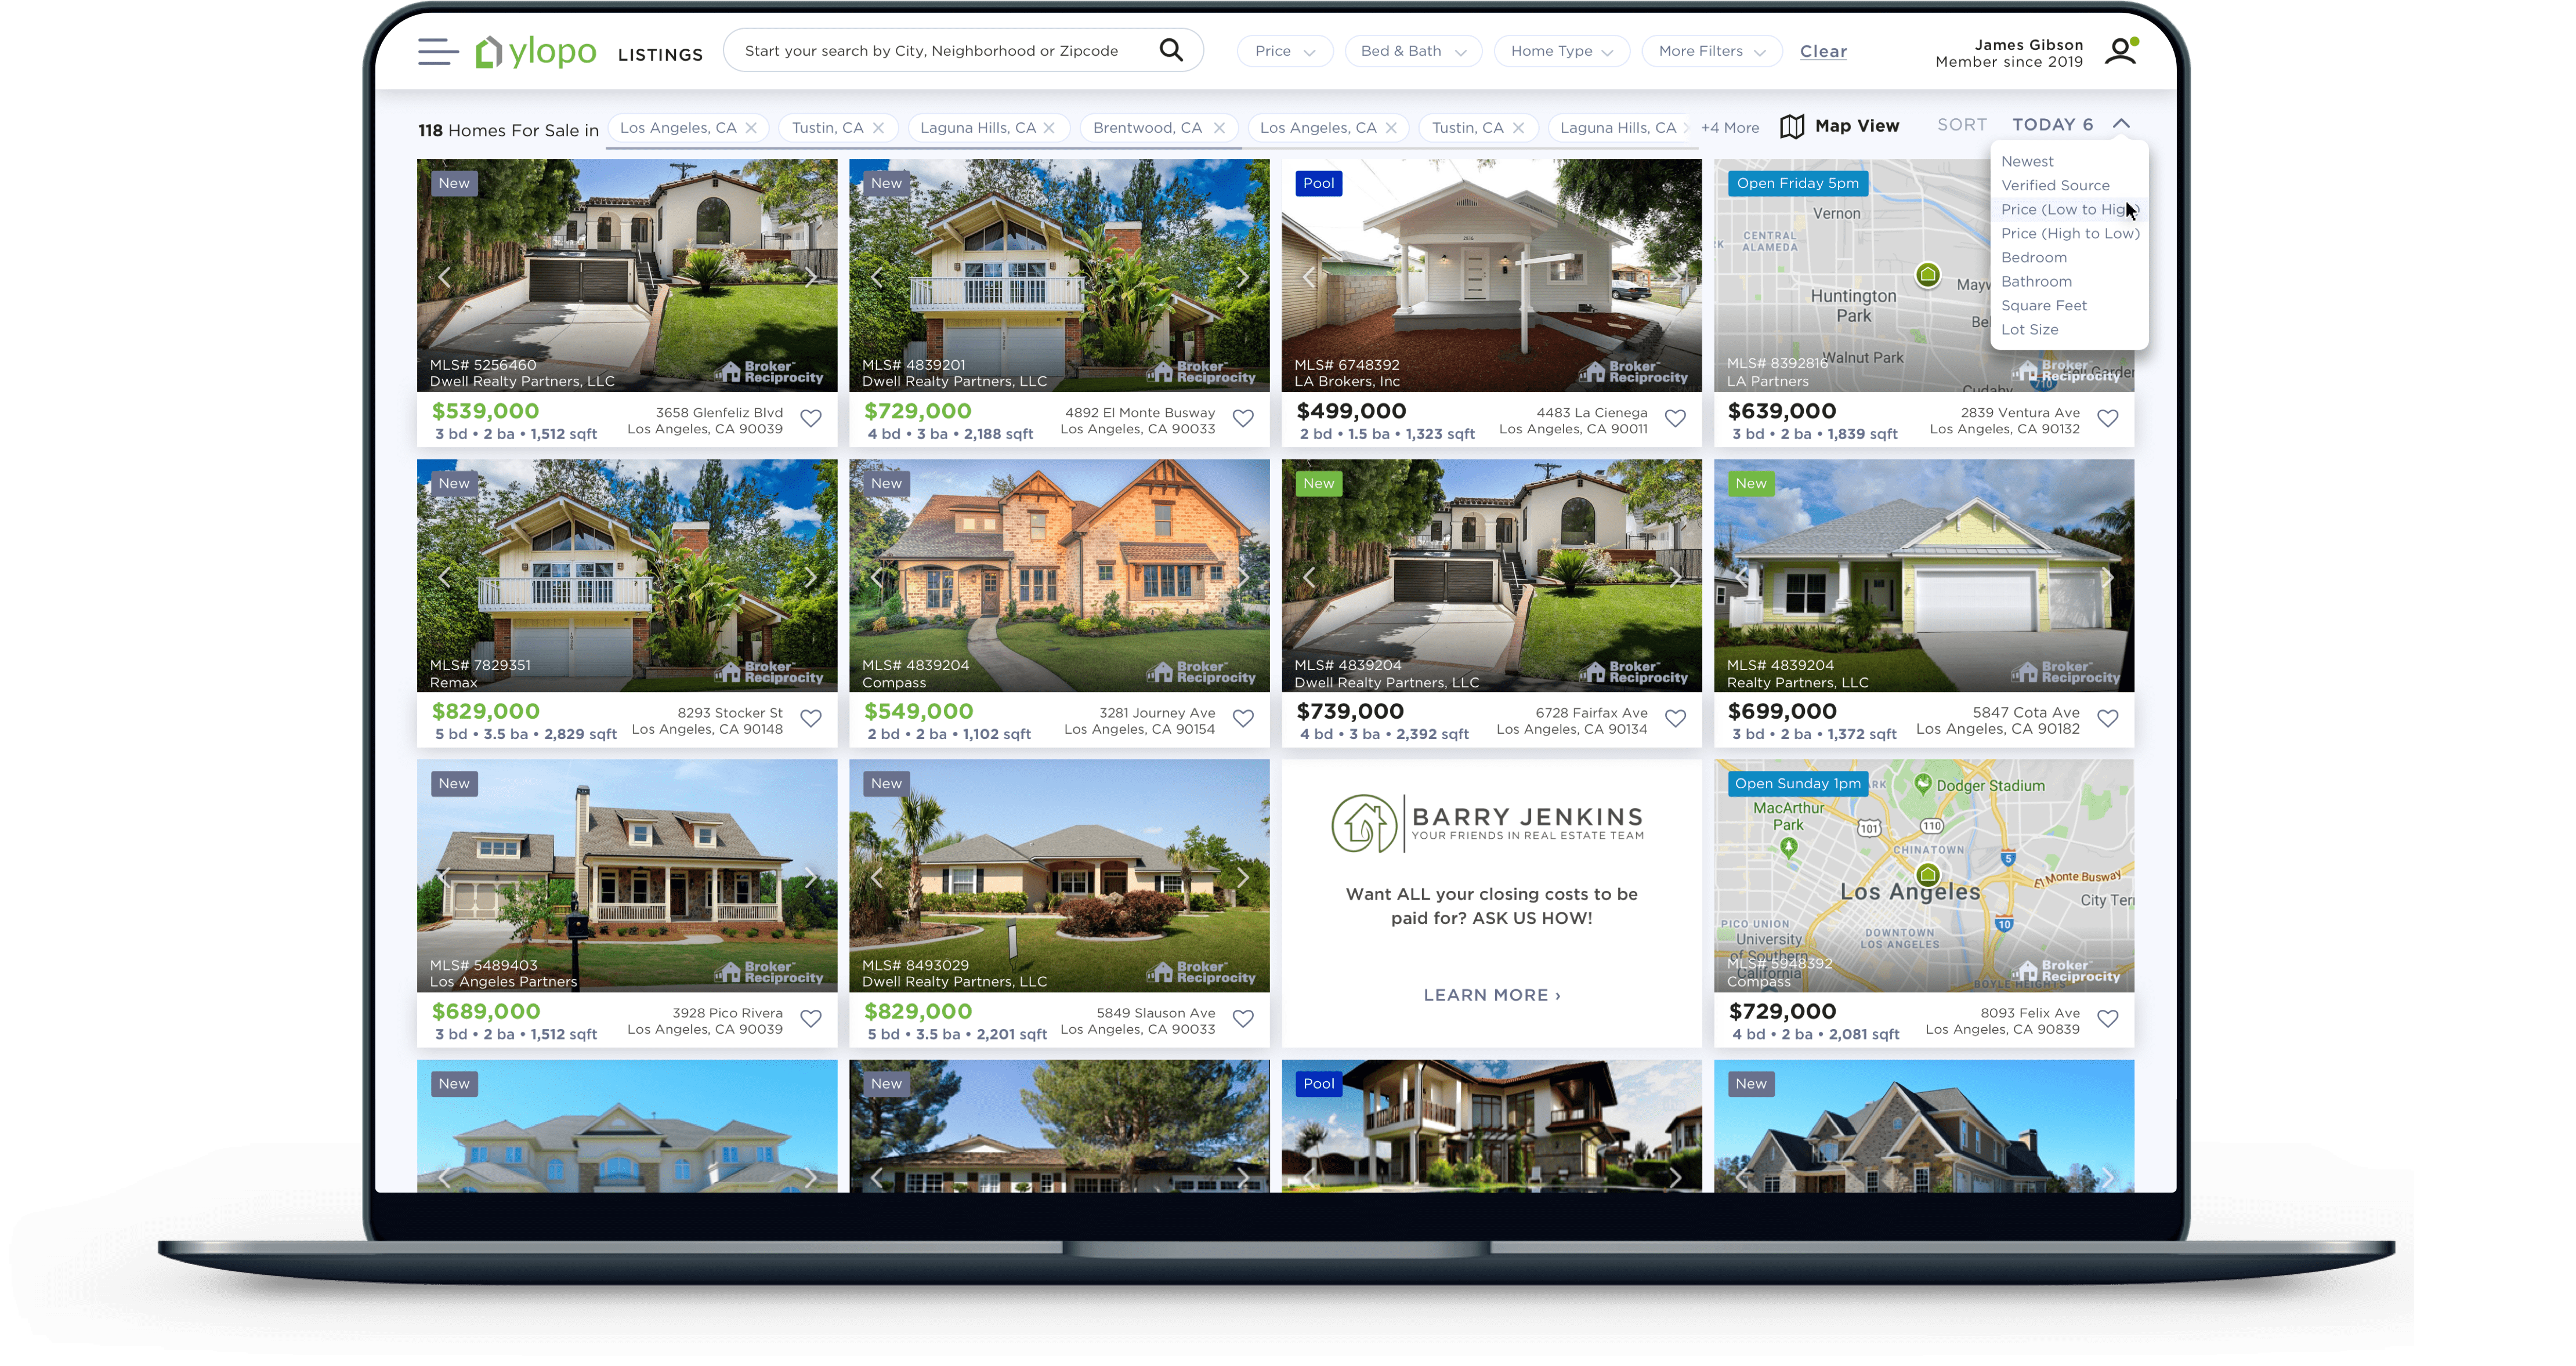 ylopo LISTINGS
Start your search by City, Neighborhood or Zipcode
Price
Bed & Bath
Home Type
More Filters
Clear
James Gibson
Member since 2019
118 Homes For Sale in
Los Angeles, CA
Tustin, CA
Laguna Hills, CA
Brentwood, CA
Los Angeles, CA
Tustin, CA
Laguna Hills, CA
+4 More
Map View
SORT
TODAY 6
Newest
Verified Source
Price (Low to High)
Price (High to Low)
Bedroom
Bathroom
Square Feet
Lot Size
New
MLS# 5256460
Dwell Realty Partners, LLC
Broker
Reciprocity
$539,000
3 bd • 2 ba • 1,512 sqft
3658 Glenfeliz Blvd
Los Angeles, CA 90039
New
MLS# 4839201
Dwell Realty Partners, LLC
Broker
Reciprocity
$729,000
4 bd • 3 ba • 2,188 sqft
4892 El Monte Busway
Los Angeles, CA 90033
Pool
MLS# 6748392
LA Brokers, Inc
Broker
Reciprocity
$499,000
2 bd • 1.5 ba • 1,323 sqft
4483 La Cienega
Los Angeles, CA 90011
Open Friday 5pm
Vernon
CENTRAL
ALAMEDA
Huntington
Park
Walnut Park
Cudahy
710
MLS# 8392816
LA Partners
Broker
Reciprocity
$639,000
3 bd • 2 ba • 1,839 sqft
2839 Ventura Ave
Los Angeles, CA 90132
New
MLS# 7829351
Remax
Broker
Reciprocity
$829,000
5 bd • 3.5 ba • 2,829 sqft
8293 Stocker St
Los Angeles, CA 90148
New
MLS# 4839204
Compass
Broker
Reciprocity
$549,000
2 bd • 2 ba • 1,102 sqft
3281 Journey Ave
Los Angeles, CA 90154
New
MLS# 4839204
Dwell Realty Partners, LLC
Broker
Reciprocity
$739,000
4 bd • 3 ba • 2,392 sqft
6728 Fairfax Ave
Los Angeles, CA 90134
New
MLS# 4839204
Realty Partners, LLC
Broker
Reciprocity
$699,000
3 bd • 2 ba • 1,372 sqft
5847 Cota Ave
Los Angeles, CA 90182
New
MLS# 5489403
Los Angeles Partners
Broker
Reciprocity
$689,000
3 bd • 2 ba • 1,512 sqft
3928 Pico Rivera
Los Angeles, CA 90039
New
MLS# 8493029
Dwell Realty Partners, LLC
Broker
Reciprocity
$829,000
5 bd • 3.5 ba • 2,201 sqft
5849 Slauson Ave
Los Angeles, CA 90033
BARRY JENKINS
YOUR FRIENDS IN REAL ESTATE TEAM
Want ALL your closing costs to be
paid for? ASK US HOW!
LEARN MORE ›
Open Sunday 1pm
Dodger Stadium
MacArthur
Park
101
110
CHINATOWN
5
Los Angeles
El Monte Busway
City Ter
10
PICO UNION
DOWNTOWN
LOS ANGELES
University
of Southern
California
BOYLE HEIGHTS
MLS# 5948392
Compass
Broker
Reciprocity
$729,000
4 bd • 2 ba • 2,081 sqft
8093 Felix Ave
Los Angeles, CA 90839
New
New
Pool
New